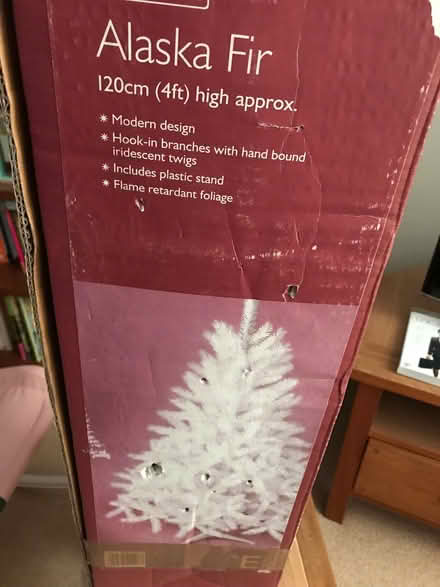 Alaska Fir
120cm (4ft) high approx.
* Modern design
* Hook-in branches with hand bound
iridescent twigs
* Includes plastic stand
* Flame retardant foliage
E